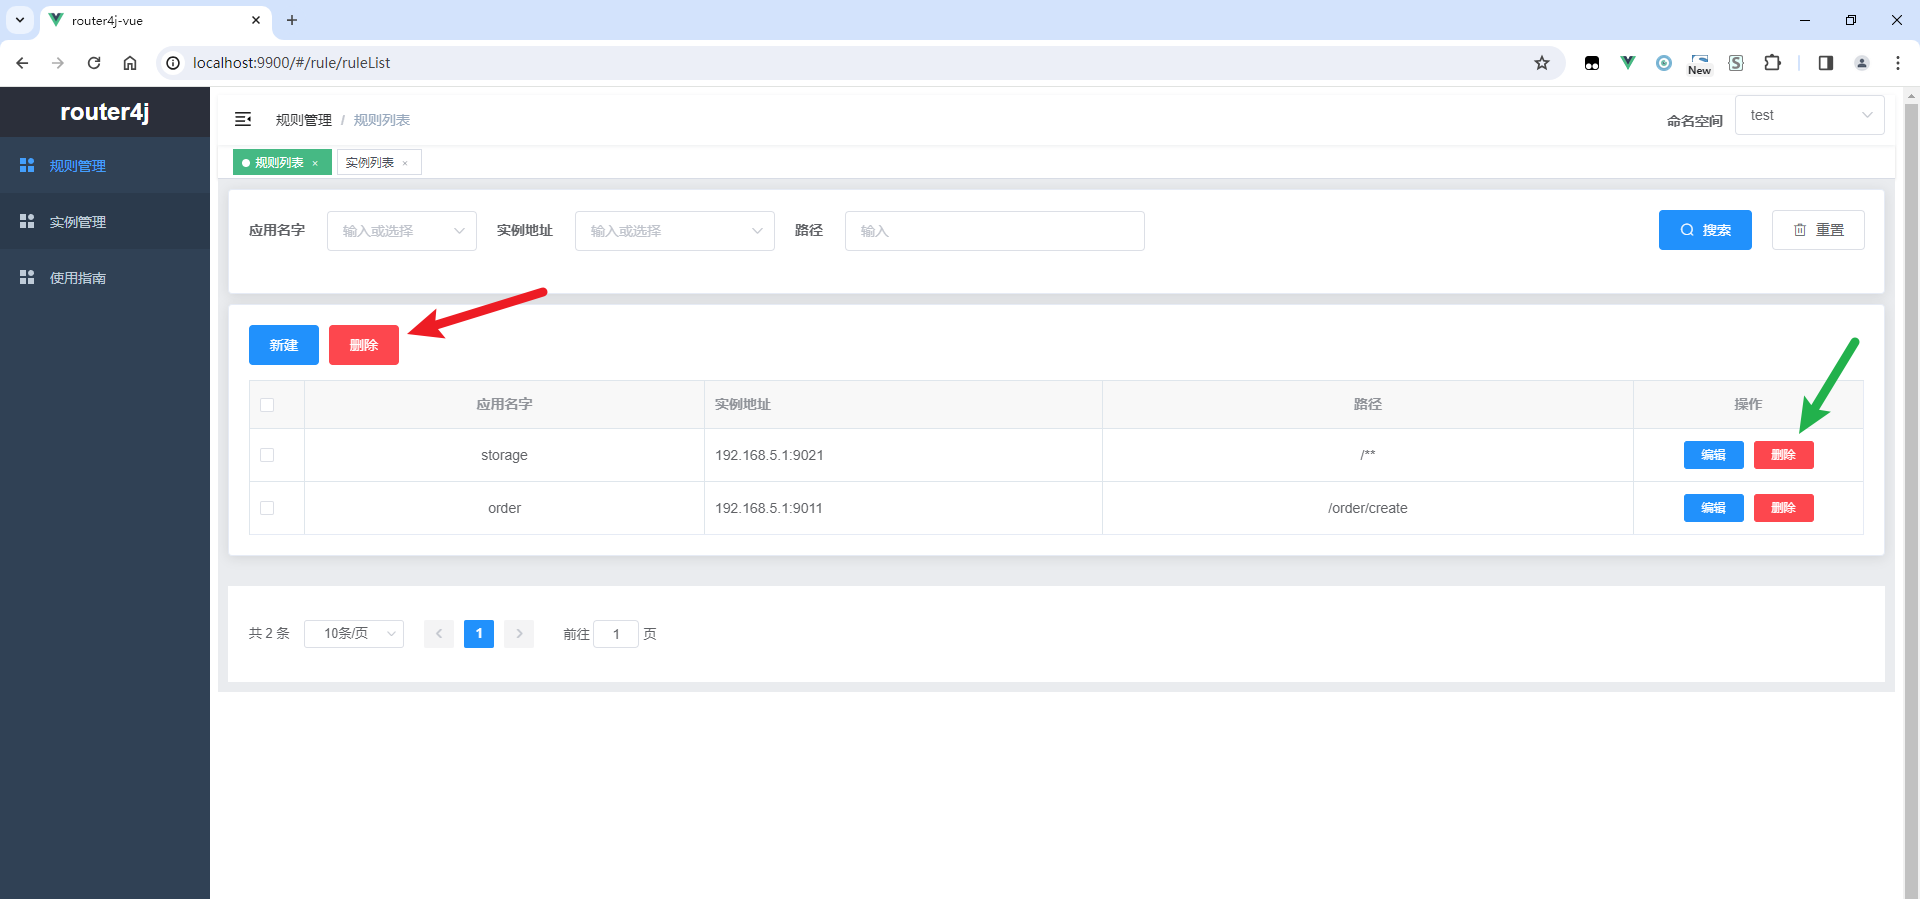 router4j-vue
localhost:9900/#/rule/ruleList
New
router4j
规则管理
实例管理
使用指南
规则管理 / 规则列表
命名空间 test
规则列表 × 实例列表 ×
应用名字 输入或选择 实例地址 输入或选择 路径 输入 搜索 重置
新建 删除
应用名字 实例地址 路径 操作
storage 192.168.5.1:9021 /** 编辑 删除
order 192.168.5.1:9011 /order/create 编辑 删除
共 2 条 10条/页 1 前往 1 页